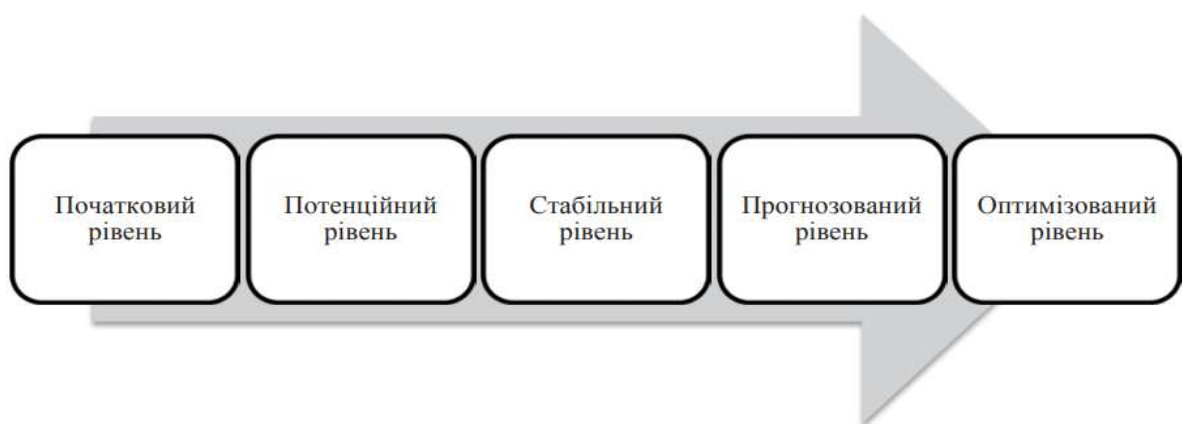 Початковий
рівень
Потенційний
рівень
Стабільний
рівень
Прогнозований
рівень
Оптимізований
рівень